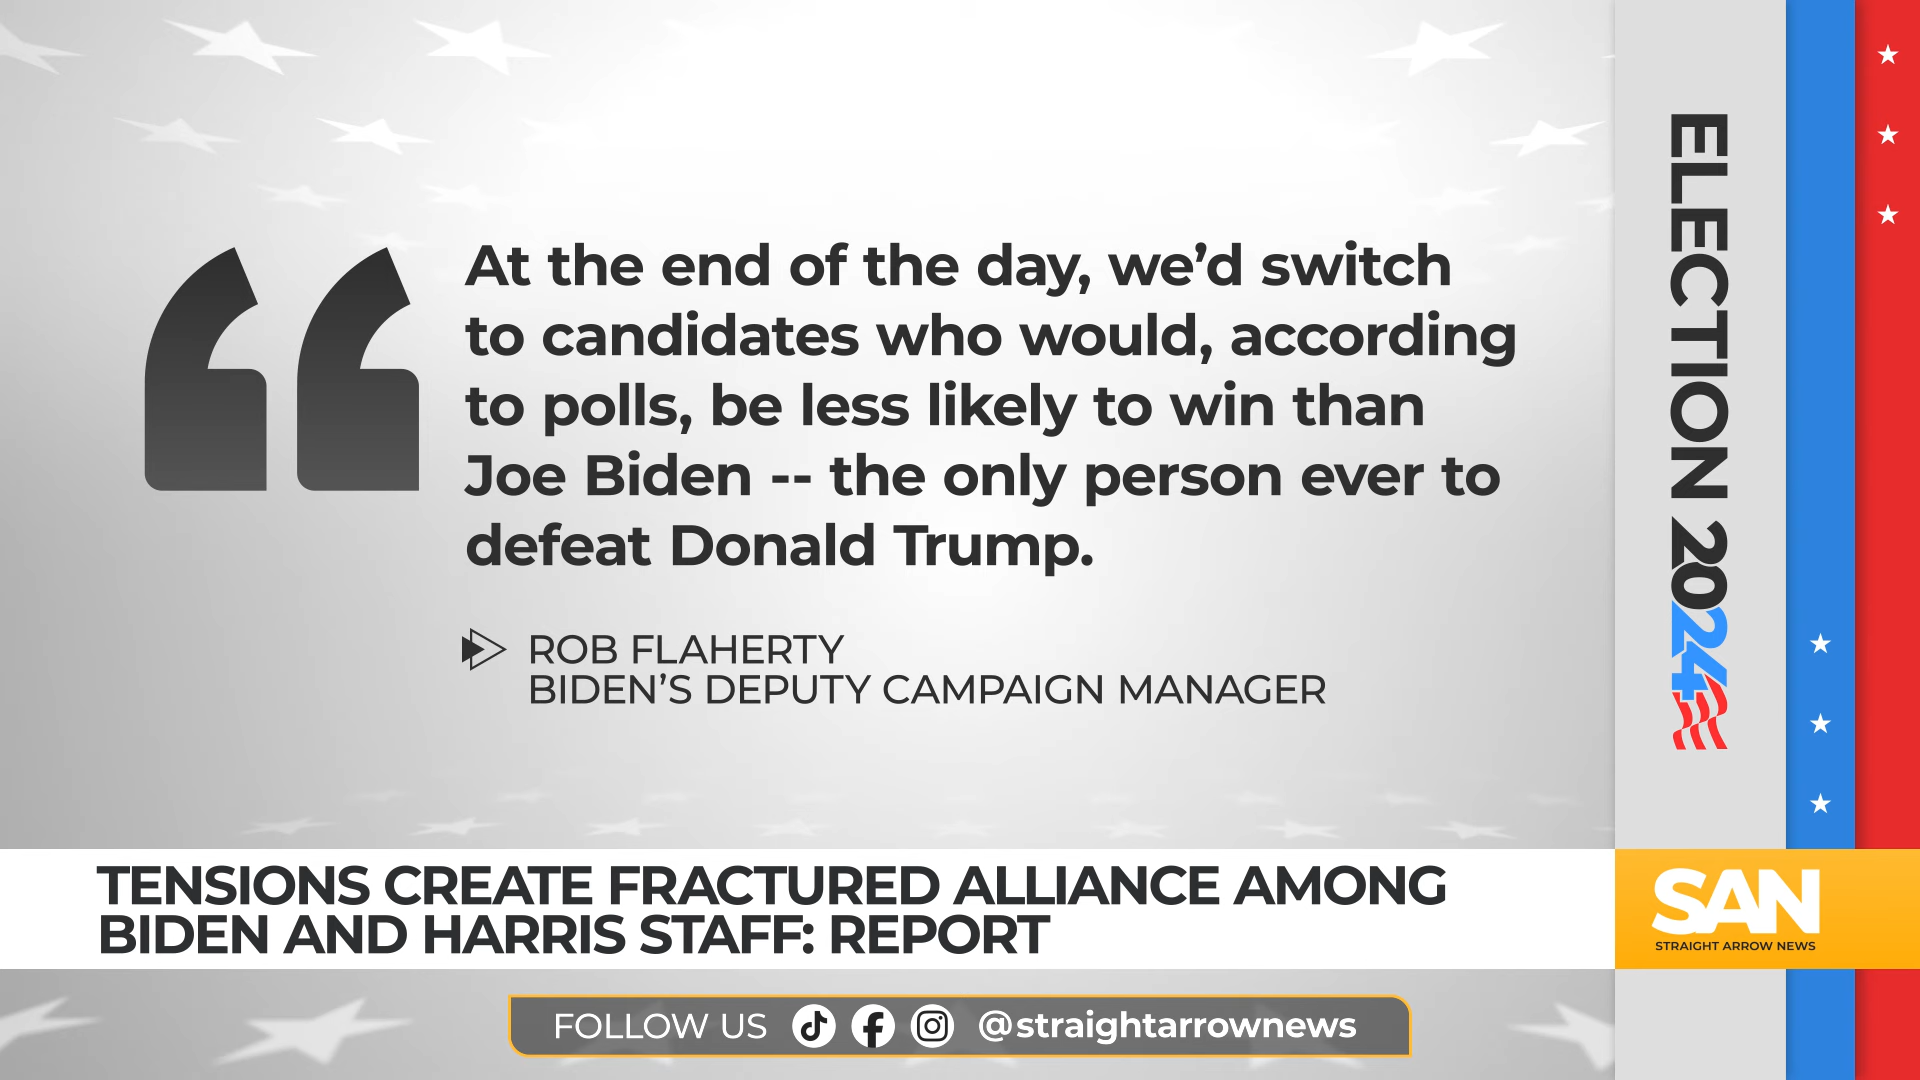 At the end of the day, we’d switch
to candidates who would, according
to polls, be less likely to win than
Joe Biden -- the only person ever to
defeat Donald Trump.
ROB FLAHERTY
BIDEN’S DEPUTY CAMPAIGN MANAGER
ELECTION 2024
TENSIONS CREATE FRACTURED ALLIANCE AMONG
BIDEN AND HARRIS STAFF: REPORT
SAN
STRAIGHT ARROW NEWS
FOLLOW US @straightarrownews